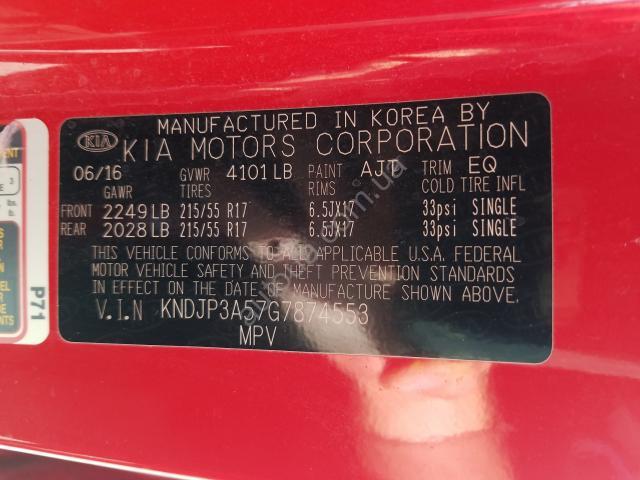 MANUFACTURED IN KOREA BY
KIA KIA MOTORS CORPORATION
06/16 GVWR 4101 LB PAINT AJT TRIM EQ
GAWR TIRES RIMS COLD TIRE INFL
FRONT 2249 LB 215/55 R17 6.5JX17 33psi SINGLE
REAR 2028 LB 215/55 R17 6.5JX17 33psi SINGLE
THIS VEHICLE CONFORMS TO ALL APPLICABLE U.S.A. FEDERAL
MOTOR VEHICLE SAFETY AND THEFT PREVENTION STANDARDS
IN EFFECT ON THE DATE OF MANUFACTURE SHOWN ABOVE.
V.I.N KNDJP3A57G7874553
MPV
3
P71